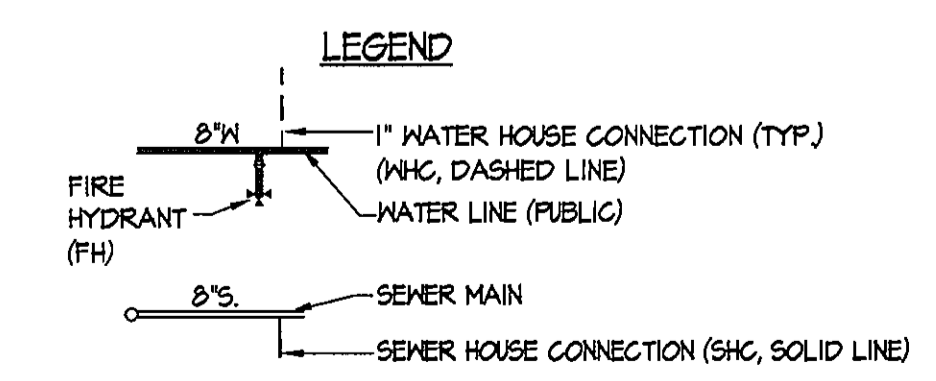 LEGEND
8"W
1" WATER HOUSE CONNECTION (TYP.)
(WHC, DASHED LINE)
FIRE
HYDRANT
(FH)
WATER LINE (PUBLIC)
8"S.
SEWER MAIN
SEWER HOUSE CONNECTION (SHC, SOLID LINE)